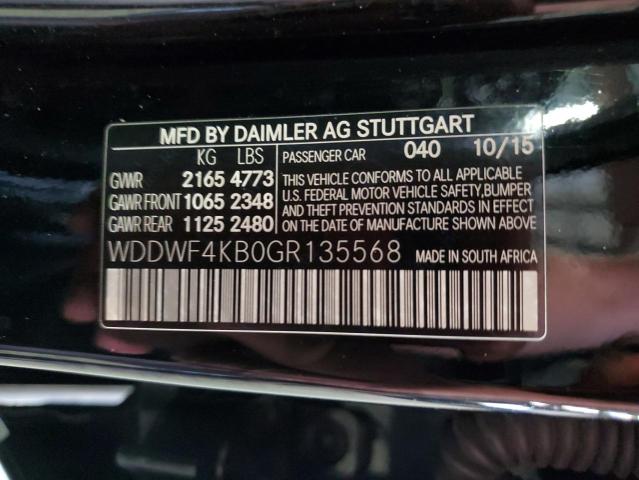 MFD BY DAIMLER AG STUTTGART
KG LBS PASSENGER CAR 040 10/15
GVWR 2165 4773
GAWR FRONT 1065 2348
GAWR REAR 1125 2480
THIS VEHICLE CONFORMS TO ALL APPLICABLE
U.S. FEDERAL MOTOR VEHICLE SAFETY, BUMPER
AND THEFT PREVENTION STANDARDS IN EFFECT
ON THE DATE OF MANUFACTURE SHOWN ABOVE
WDDWF4KB0GR135568 MADE IN SOUTH AFRICA